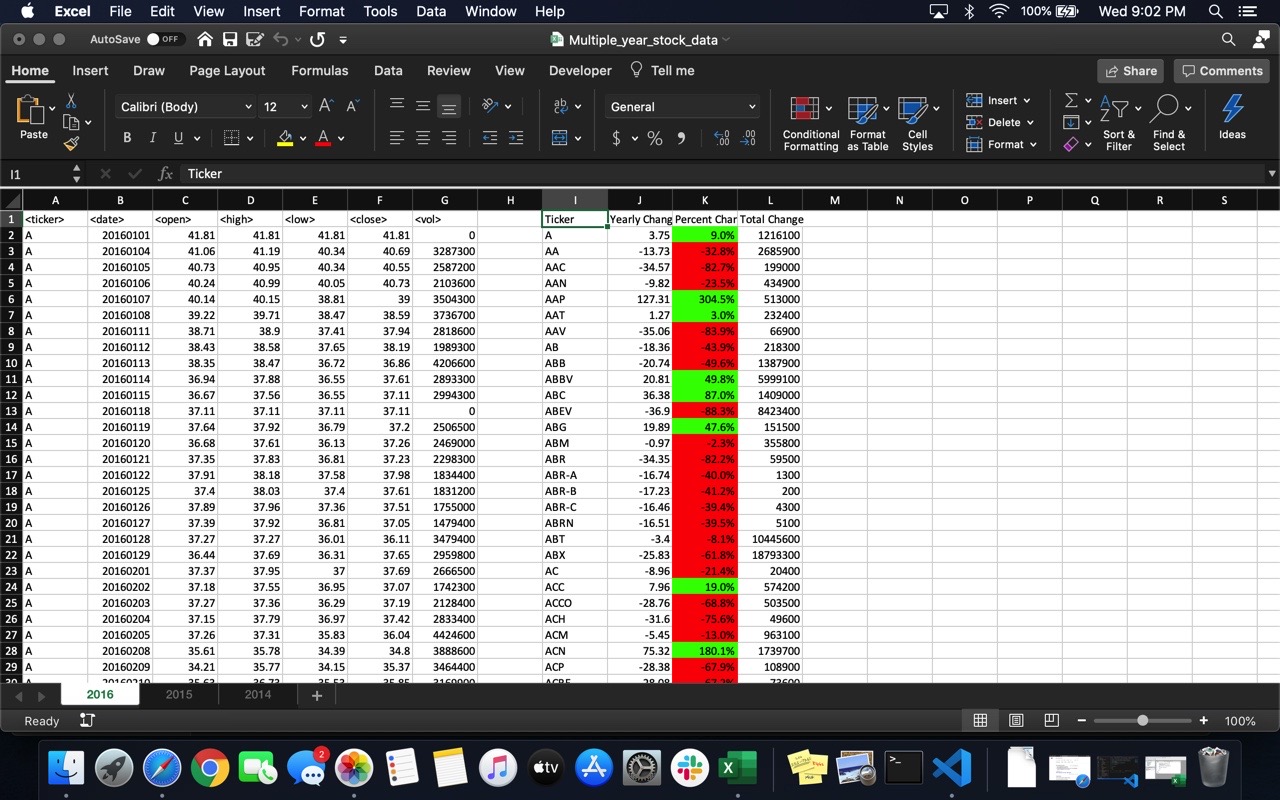 Excel File Edit View Insert Format Tools Data Window Help 100% Wed 9:02 PM
AutoSave OFF Multiple_year_stock_data
Home Insert Draw Page Layout Formulas Data Review View Developer Tell me Share Comments
Paste Calibri (Body) 12 A A General Conditional Formatting Format as Table Cell Styles Insert Delete Format Sort & Filter Find & Select Ideas
B I U A $ %
I1 fx Ticker
A B C D E F G H I J K L M N O P Q R S
1 <ticker> <date> <open> <high> <low> <close> <vol> Ticker Yearly Chang Percent Char Total Change
2 A 20160101 41.81 41.81 41.81 41.81 0 A 3.75 9.0% 1216100
3 A 20160104 41.06 41.19 40.34 40.69 3287300 AA -13.73 -32.8% 2685900
4 A 20160105 40.73 40.95 40.34 40.55 2587200 AAC -34.57 -82.7% 199000
5 A 20160106 40.24 40.99 40.05 40.73 2103600 AAN -9.82 -23.5% 434900
6 A 20160107 40.14 40.15 38.81 39 3504300 AAP 127.31 304.5% 513000
7 A 20160108 39.22 39.71 38.47 38.59 3736700 AAT 1.27 3.0% 232400
8 A 20160111 38.71 38.9 37.41 37.94 2818600 AAV -35.06 -83.9% 66900
9 A 20160112 38.43 38.58 37.65 38.19 1989300 AB -18.36 -43.9% 218300
10 A 20160113 38.35 38.47 36.72 36.86 4206600 ABB -20.74 -49.6% 1387900
11 A 20160114 36.94 37.88 36.55 37.61 2893300 ABBV 20.81 49.8% 5999100
12 A 20160115 36.67 37.56 36.55 37.11 2994300 ABC 36.38 87.0% 1409000
13 A 20160118 37.11 37.11 37.11 37.11 0 ABEV -36.9 -88.3% 8423400
14 A 20160119 37.64 37.92 36.79 37.2 2506500 ABG 19.89 47.6% 151500
15 A 20160120 36.68 37.61 36.13 37.26 2469000 ABM -0.97 -2.3% 355800
16 A 20160121 37.35 37.83 36.81 37.23 2298300 ABR -34.35 -82.2% 59500
17 A 20160122 37.91 38.18 37.58 37.98 1834400 ABR-A -16.74 -40.0% 1300
18 A 20160125 37.4 38.03 37.4 37.61 1831200 ABR-B -17.23 -41.2% 200
19 A 20160126 37.89 37.96 37.36 37.51 1755000 ABR-C -16.46 -39.4% 4300
20 A 20160127 37.39 37.92 36.81 37.05 1479400 ABRN -16.51 -39.5% 5100
21 A 20160128 37.27 37.27 36.01 36.11 3479400 ABT -3.4 -8.1% 10445600
22 A 20160129 36.44 37.69 36.31 37.65 2959800 ABX -25.83 -61.8% 18793300
23 A 20160201 37.37 37.95 37 37.69 2666500 AC -8.96 -21.4% 20400
24 A 20160202 37.18 37.55 36.95 37.07 1742300 ACC 7.96 19.0% 574200
25 A 20160203 37.27 37.36 36.29 37.19 2128400 ACCO -28.76 -68.8% 503500
26 A 20160204 37.15 37.79 36.97 37.42 2833400 ACH -31.6 -75.6% 49600
27 A 20160205 37.26 37.31 35.83 36.04 4424600 ACM -5.45 -13.0% 963100
28 A 20160208 35.61 35.78 34.39 34.8 3888600 ACN 75.32 180.1% 1739700
29 A 20160209 34.21 35.77 34.15 35.37 3464400 ACP -28.38 -67.9% 108900
2016 2015 2014 +
Ready 100%
2
tv X